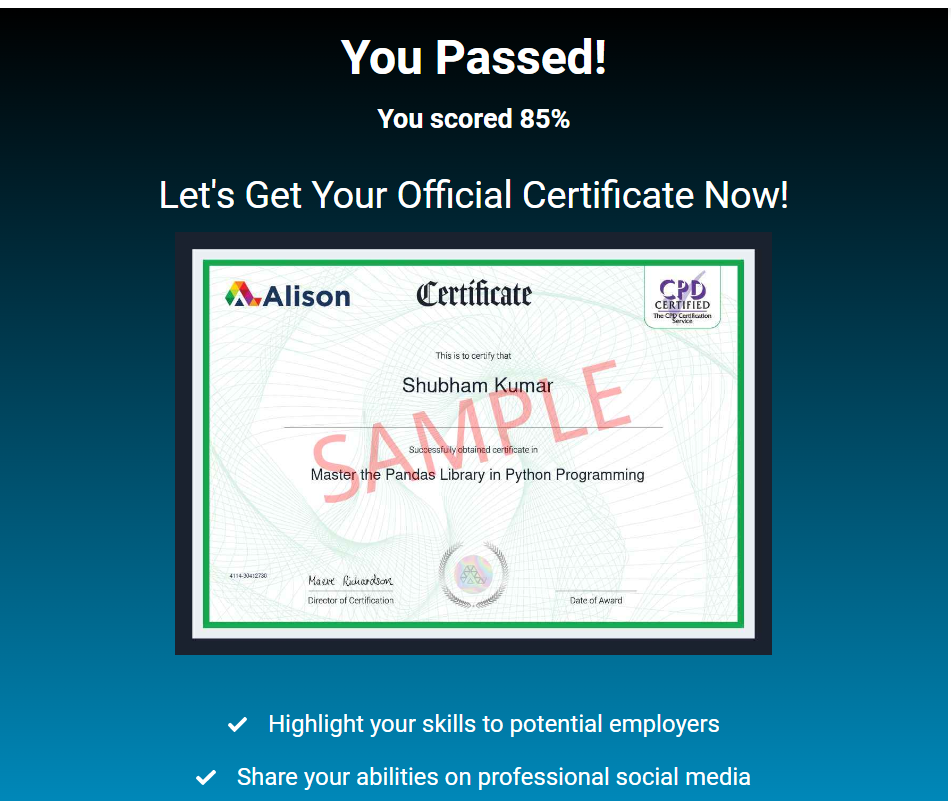 You Passed!
You scored 85%
Let's Get Your Official Certificate Now!
Alison
Certificate
CPD
CERTIFIED
The CPD Certification
Service
This is to certify that
Shubham Kumar
SAMPLE
Successfully obtained certificate in
Master the Pandas Library in Python Programming
4114-30412730
Maeve Richardson
Director of Certification
Date of Award
Highlight your skills to potential employers
Share your abilities on professional social media